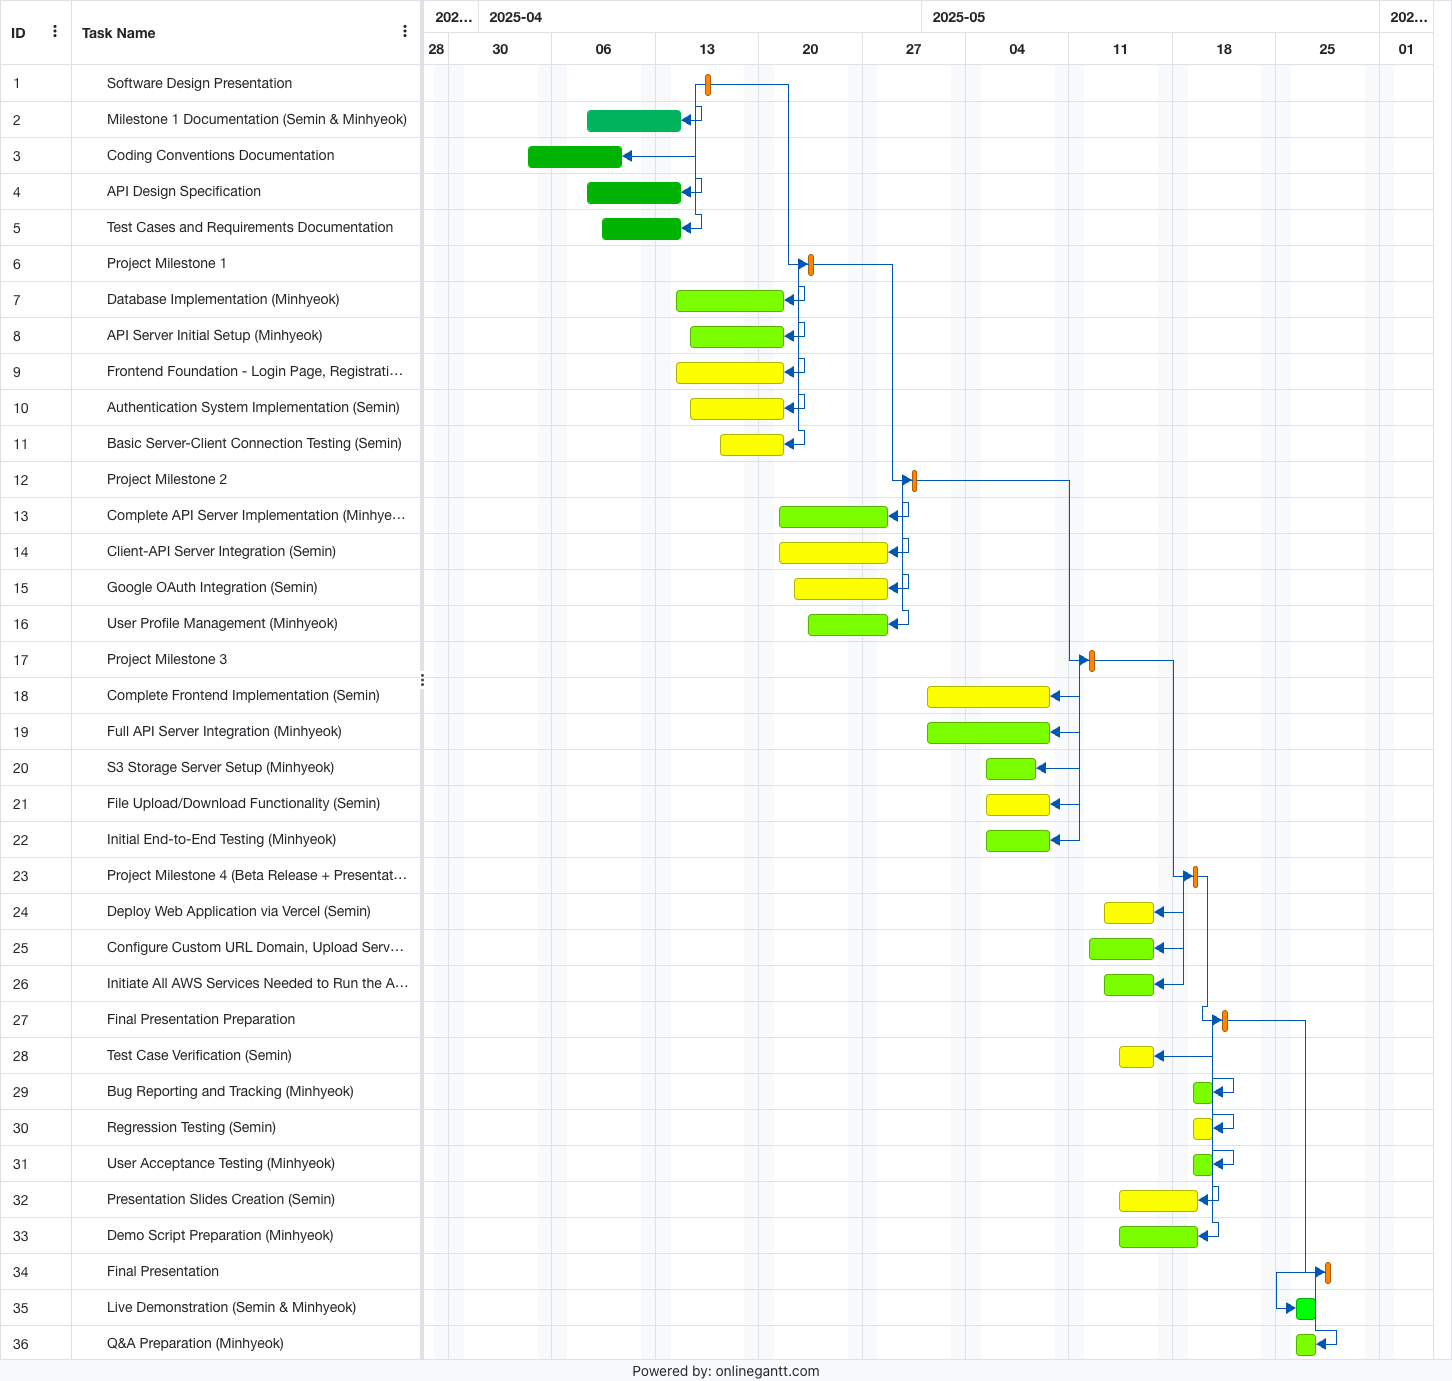 ID
Task Name
202...
2025-04
2025-05
202...
28 30 06 13 20 27 04 11 18 25 01
1 Software Design Presentation
2 Milestone 1 Documentation (Semin & Minhyeok)
3 Coding Conventions Documentation
4 API Design Specification
5 Test Cases and Requirements Documentation
6 Project Milestone 1
7 Database Implementation (Minhyeok)
8 API Server Initial Setup (Minhyeok)
9 Frontend Foundation - Login Page, Registrati...
10 Authentication System Implementation (Semin)
11 Basic Server-Client Connection Testing (Semin)
12 Project Milestone 2
13 Complete API Server Implementation (Minhye...
14 Client-API Server Integration (Semin)
15 Google OAuth Integration (Semin)
16 User Profile Management (Minhyeok)
17 Project Milestone 3
18 Complete Frontend Implementation (Semin)
19 Full API Server Integration (Minhyeok)
20 S3 Storage Server Setup (Minhyeok)
21 File Upload/Download Functionality (Semin)
22 Initial End-to-End Testing (Minhyeok)
23 Project Milestone 4 (Beta Release + Presentat...
24 Deploy Web Application via Vercel (Semin)
25 Configure Custom URL Domain, Upload Serv...
26 Initiate All AWS Services Needed to Run the A...
27 Final Presentation Preparation
28 Test Case Verification (Semin)
29 Bug Reporting and Tracking (Minhyeok)
30 Regression Testing (Semin)
31 User Acceptance Testing (Minhyeok)
32 Presentation Slides Creation (Semin)
33 Demo Script Preparation (Minhyeok)
34 Final Presentation
35 Live Demonstration (Semin & Minhyeok)
36 Q&A Preparation (Minhyeok)
Powered by: onlinegantt.com